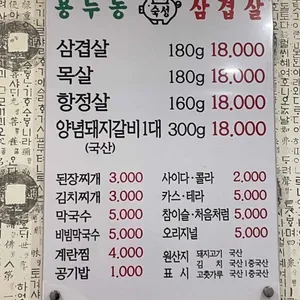 용두동 국성 삼겹살
삼겹살 180g 18,000
목살 180g 18,000
항정살 160g 18,000
양념돼지갈비1대 300g 18,000
(국산)
된장찌개 3,000 사이다·콜라 2,000
김치찌개 3,000 카스·테라 5,000
막국수 5,000 참이슬·처음처럼 5,000
비빔막국수 5,000 오리지널 5,000
계란찜 4,000 원산지 돼지고기 국산
공기밥 1,000 표시 김치 국산1중국산
고춧가루 국산1중국산